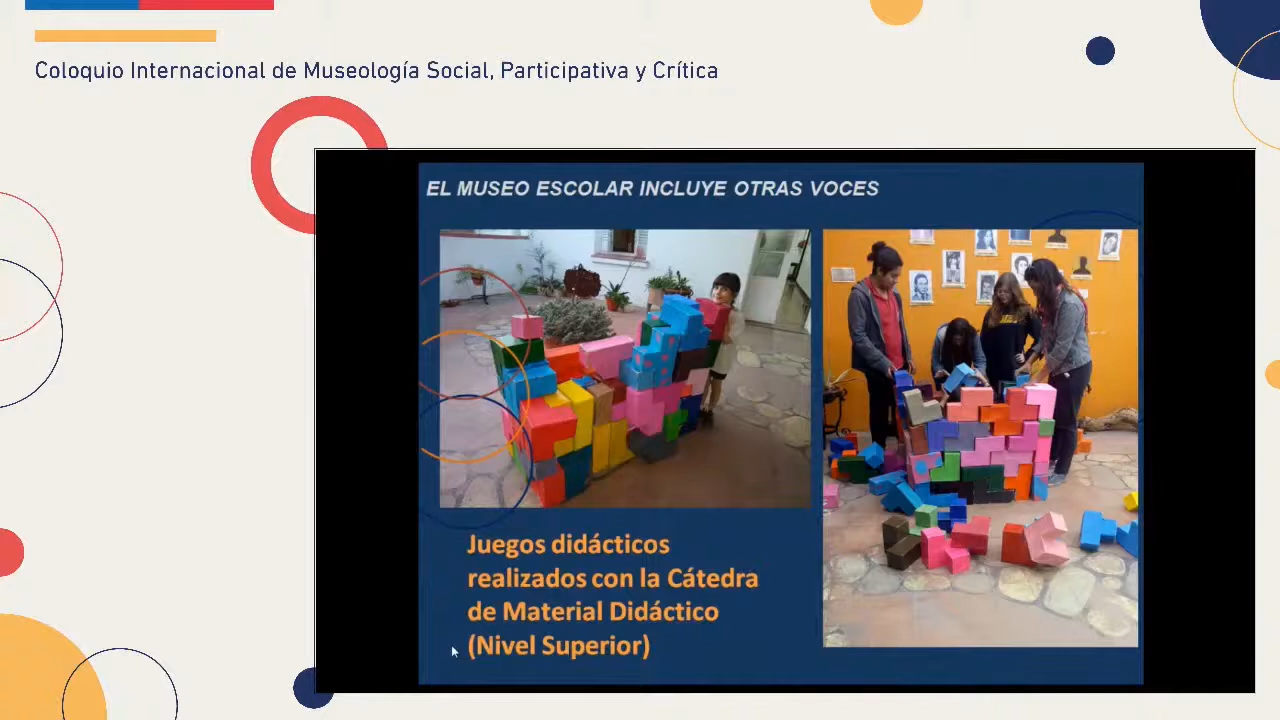 Coloquio Internacional de Museología Social, Participativa y Crítica
EL MUSEO ESCOLAR INCLUYE OTRAS VOCES
Juegos didácticos
realizados con la Cátedra
de Material Didáctico
(Nivel Superior)